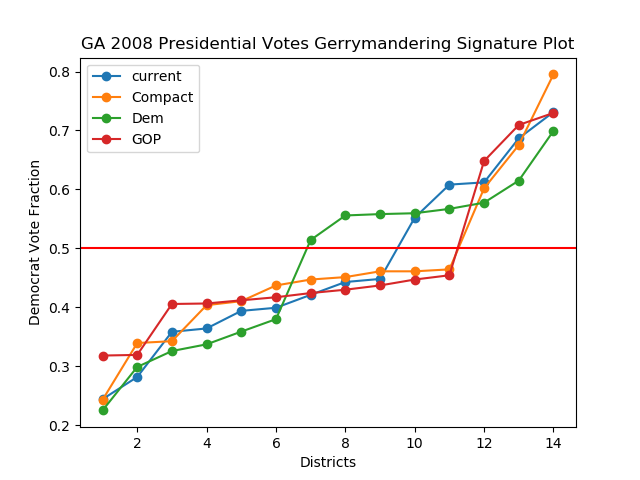 GA 2008 Presidential Votes Gerrymandering Signature Plot
current
Compact
Dem
GOP
Democrat Vote Fraction
0.8
0.7
0.6
0.5
0.4
0.3
0.2
2 4 6 8 10 12 14
Districts